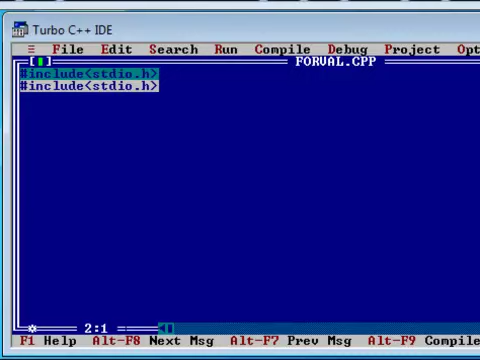 Turbo C++ IDE
≡ File Edit Search Run Compile Debug Project Opt
[▮] FORVAL.CPP
#include<stdio.h>
#include<stdio.h>
2:1
F1 Help Alt-F8 Next Msg Alt-F7 Prev Msg Alt-F9 Compile